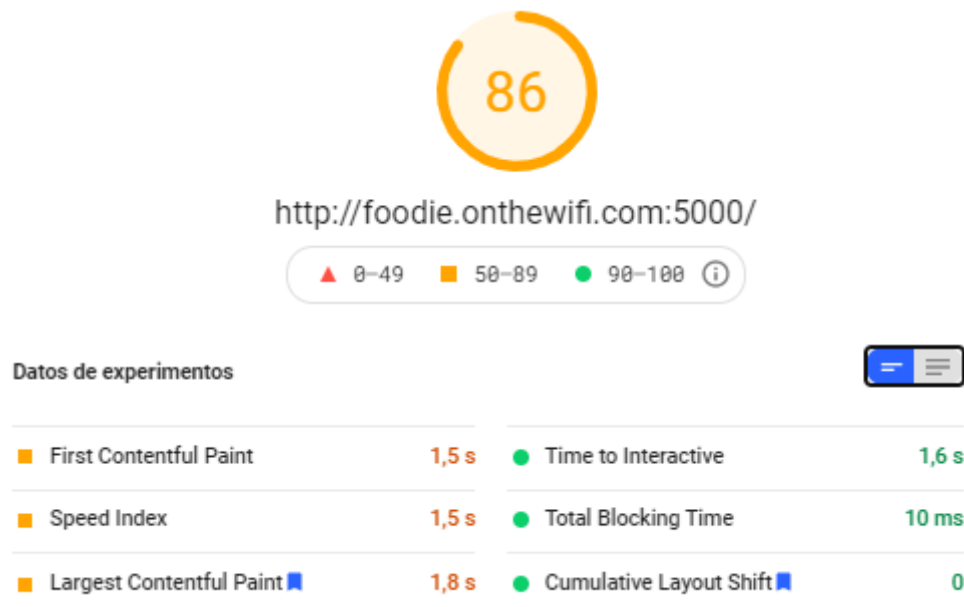 86
http://foodie.onthewifi.com:5000/
0–49 50–89 90–100
Datos de experimentos
First Contentful Paint 1,5 s
Time to Interactive 1,6 s
Speed Index 1,5 s
Total Blocking Time 10 ms
Largest Contentful Paint 1,8 s
Cumulative Layout Shift 0